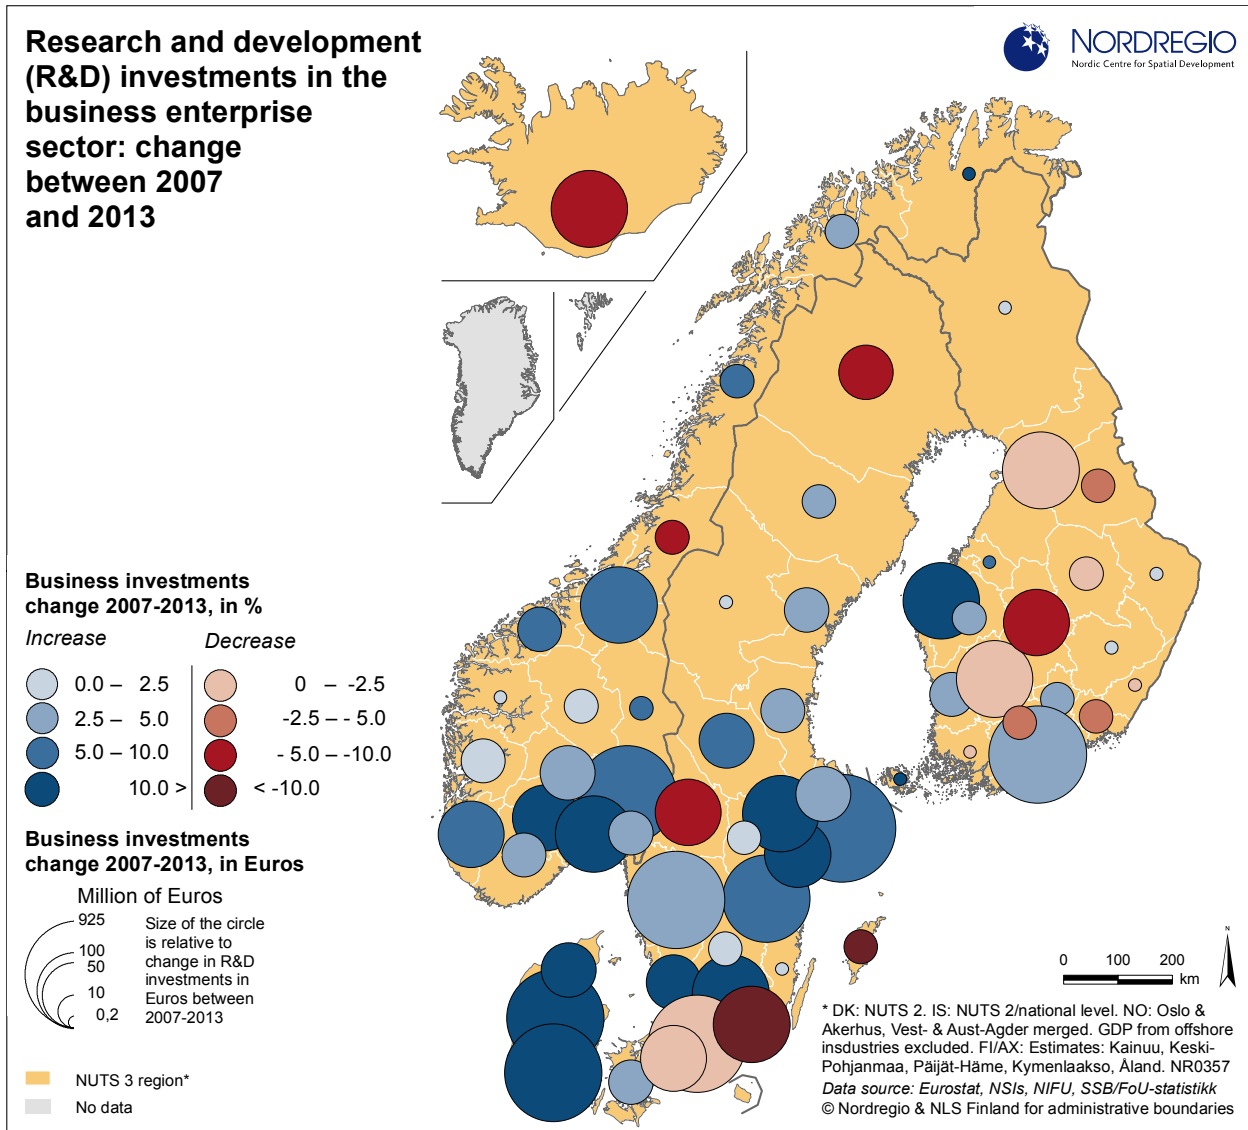 Research and development
(R&D) investments in the
business enterprise
sector: change
between 2007
and 2013
NORDREGIO
Nordic Centre for Spatial Development
Business investments
change 2007-2013, in %
Increase
Decrease
0.0 – 2.5
0 – -2.5
2.5 – 5.0
-2.5 – - 5.0
5.0 – 10.0
- 5.0 – -10.0
10.0 >
< -10.0
Business investments
change 2007-2013, in Euros
Million of Euros
925
100
50
10
0,2
Size of the circle
is relative to
change in R&D
investments in
Euros between
2007-2013
NUTS 3 region*
No data
N
0 100 200
km
* DK: NUTS 2. IS: NUTS 2/national level. NO: Oslo &
Akerhus, Vest- & Aust-Agder merged. GDP from offshore
insdustries excluded. FI/AX: Estimates: Kainuu, Keski-
Pohjanmaa, Päijät-Häme, Kymenlaakso, Åland. NR0357
Data source: Eurostat, NSIs, NIFU, SSB/FoU-statistikk
© Nordregio & NLS Finland for administrative boundaries